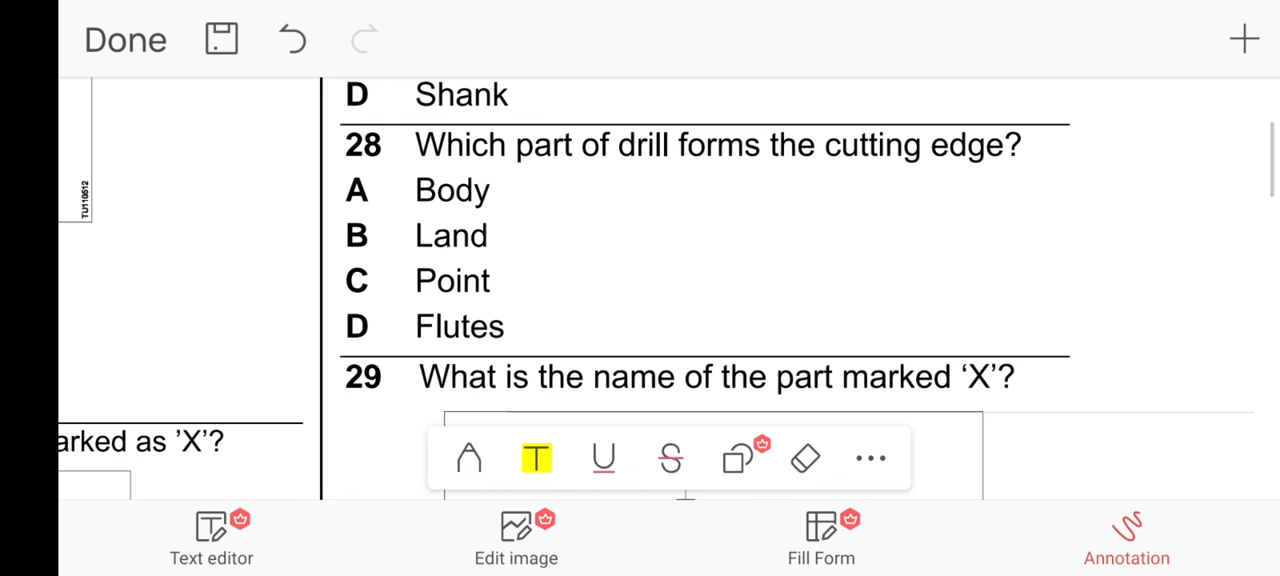 Done
D Shank
28 Which part of drill forms the cutting edge?
A Body
B Land
C Point
D Flutes
29 What is the name of the part marked ‘X’?
TU110512
arked as ’X’?
T U S
Text editor
Edit image
Fill Form
Annotation